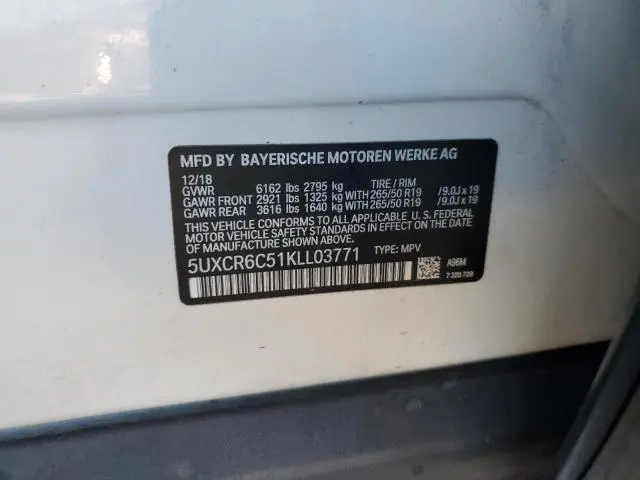 MFD BY BAYERISCHE MOTOREN WERKE AG
12/18
GVWR 6162 lbs 2795 kg TIRE / RIM
GAWR FRONT 2921 lbs 1325 kg WITH 265/50 R19 /9.0J x 19
GAWR REAR 3616 lbs 1640 kg WITH 265/50 R19 /9.0J x 19
THIS VEHICLE CONFORMS TO ALL APPLICABLE U.S. FEDERAL
MOTOR VEHICLE SAFETY STANDARDS IN EFFECT ON THE DATE
OF MANUFACTURE SHOWN ABOVE.
5UXCR6C51KLL03771 TYPE: MPV
A96M
7 320 729